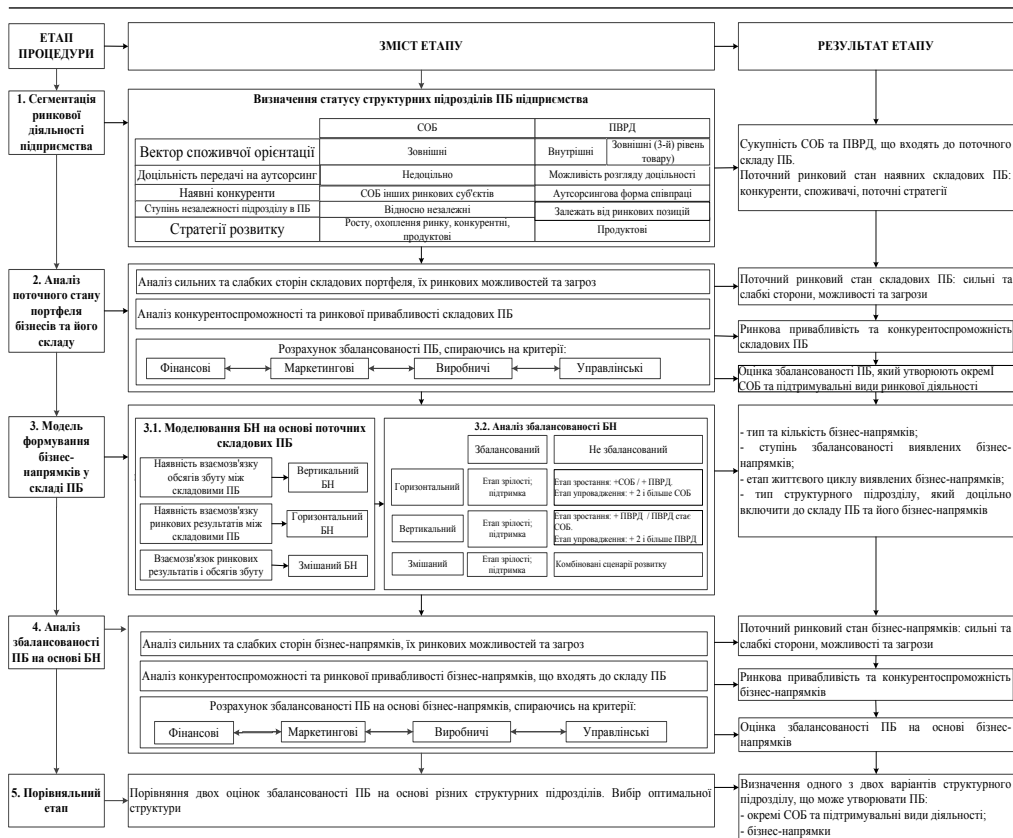 ЕТАП
ПРОЦЕДУРИ
ЗМІСТ ЕТАПУ
РЕЗУЛЬТАТ ЕТАПУ
1. Сегментація
ринкової
діяльності
підприємства
Визначення статусу структурних підрозділів ПБ підприємства
СОБ
ПВРД
Вектор споживчої орієнтації
Зовнішні
Внутрішні
Зовнішні (3-й) рівень
товару)
Доцільність передачі на аутсорсинг
Недоцільно
Можливість розгляду доцільності
Наявні конкуренти
СОБ інших ринкових суб'єктів
Аутсорсингова форма співпраці
Ступінь незалежності підрозділу в ПБ
Відносно незалежні
Залежать від ринкових позицій
Стратегії розвитку
Росту, охоплення ринку, конкурентні,
продуктові
Продуктові
Сукупність СОБ та ПВРД, що входять до поточного
складу ПБ.
Поточний ринковий стан наявних складових ПБ:
конкуренти, споживачі, поточні стратегії
2. Аналіз
поточного стану
портфеля
бізнесів та його
складу
Аналіз сильних та слабких сторін складових портфеля, їх ринкових можливостей та загроз
Аналіз конкурентоспроможності та ринкової привабливості складових ПБ
Розрахунок збалансованості ПБ, спираючись на критерії:
Фінансові
Маркетингові
Виробничі
Управлінські
Поточний ринковий стан складових ПБ: сильні та
слабкі сторони, можливості та загрози
Ринкова привабливість та конкурентоспроможність
складових ПБ
Оцінка збалансованості ПБ, який утворюють окремі
СОБ та підтримувальні види ринкової діяльності
3. Модель
формування
бізнес-
напрямків у
складі ПБ
3.1. Моделювання БН на основі поточних
складових ПБ
Наявність взаємозв'язку
обсягів збуту між
складовими ПБ
Вертикальний
БН
Наявність взаємозв'язку
ринкових результатів між
складовими ПБ
Горизонтальний
БН
Взаємозв'язок ринкових
результатів і обсягів збуту
Змішаний БН
3.2. Аналіз збалансованості БН
Збалансований
Не збалансований
Горизонтальний
Етап зрілості;
підтримка
Етап зростання: +СОБ / + ПВРД.
Етап упровадження: + 2 і більше СОБ
Вертикальний
Етап зрілості;
підтримка
Етап зростання: + ПВРД / ПВРД стає
СОБ.
Етап упровадження: + 2 і більше ПВРД
Змішаний
Етап зрілості;
підтримка
Комбіновані сценарії розвитку
- тип та кількість бізнес-напрямків;
- ступінь збалансованості виявлених бізнес-
напрямків;
- етап життєвого циклу виявлених бізнес-напрямків;
- тип структурного підрозділу, який доцільно
включити до складу ПБ та його бізнес-напрямків
4. Аналіз
збалансованості
ПБ на основі БН
Аналіз сильних та слабких сторін бізнес-напрямків, їх ринкових можливостей та загроз
Аналіз конкурентоспроможності та ринкової привабливості бізнес-напрямків, що входять до складу ПБ
Розрахунок збалансованості ПБ на основі бізнес-напрямків, спираючись на критерії:
Фінансові
Маркетингові
Виробничі
Управлінські
Поточний ринковий стан бізнес-напрямків: сильні та
слабкі сторони, можливості та загрози
Ринкова привабливість та конкурентоспроможність
бізнес-напрямків
Оцінка збалансованості ПБ на основі бізнес-
напрямків
5. Порівняльний
етап
Порівняння двох оцінок збалансованості ПБ на основі різних структурних підрозділів. Вибір оптимальної
структури
Визначення одного з двох варіантів структурного
підрозділу, що може утворювати ПБ:
- окремі СОБ та підтримувальні види діяльності;
- бізнес-напрямки